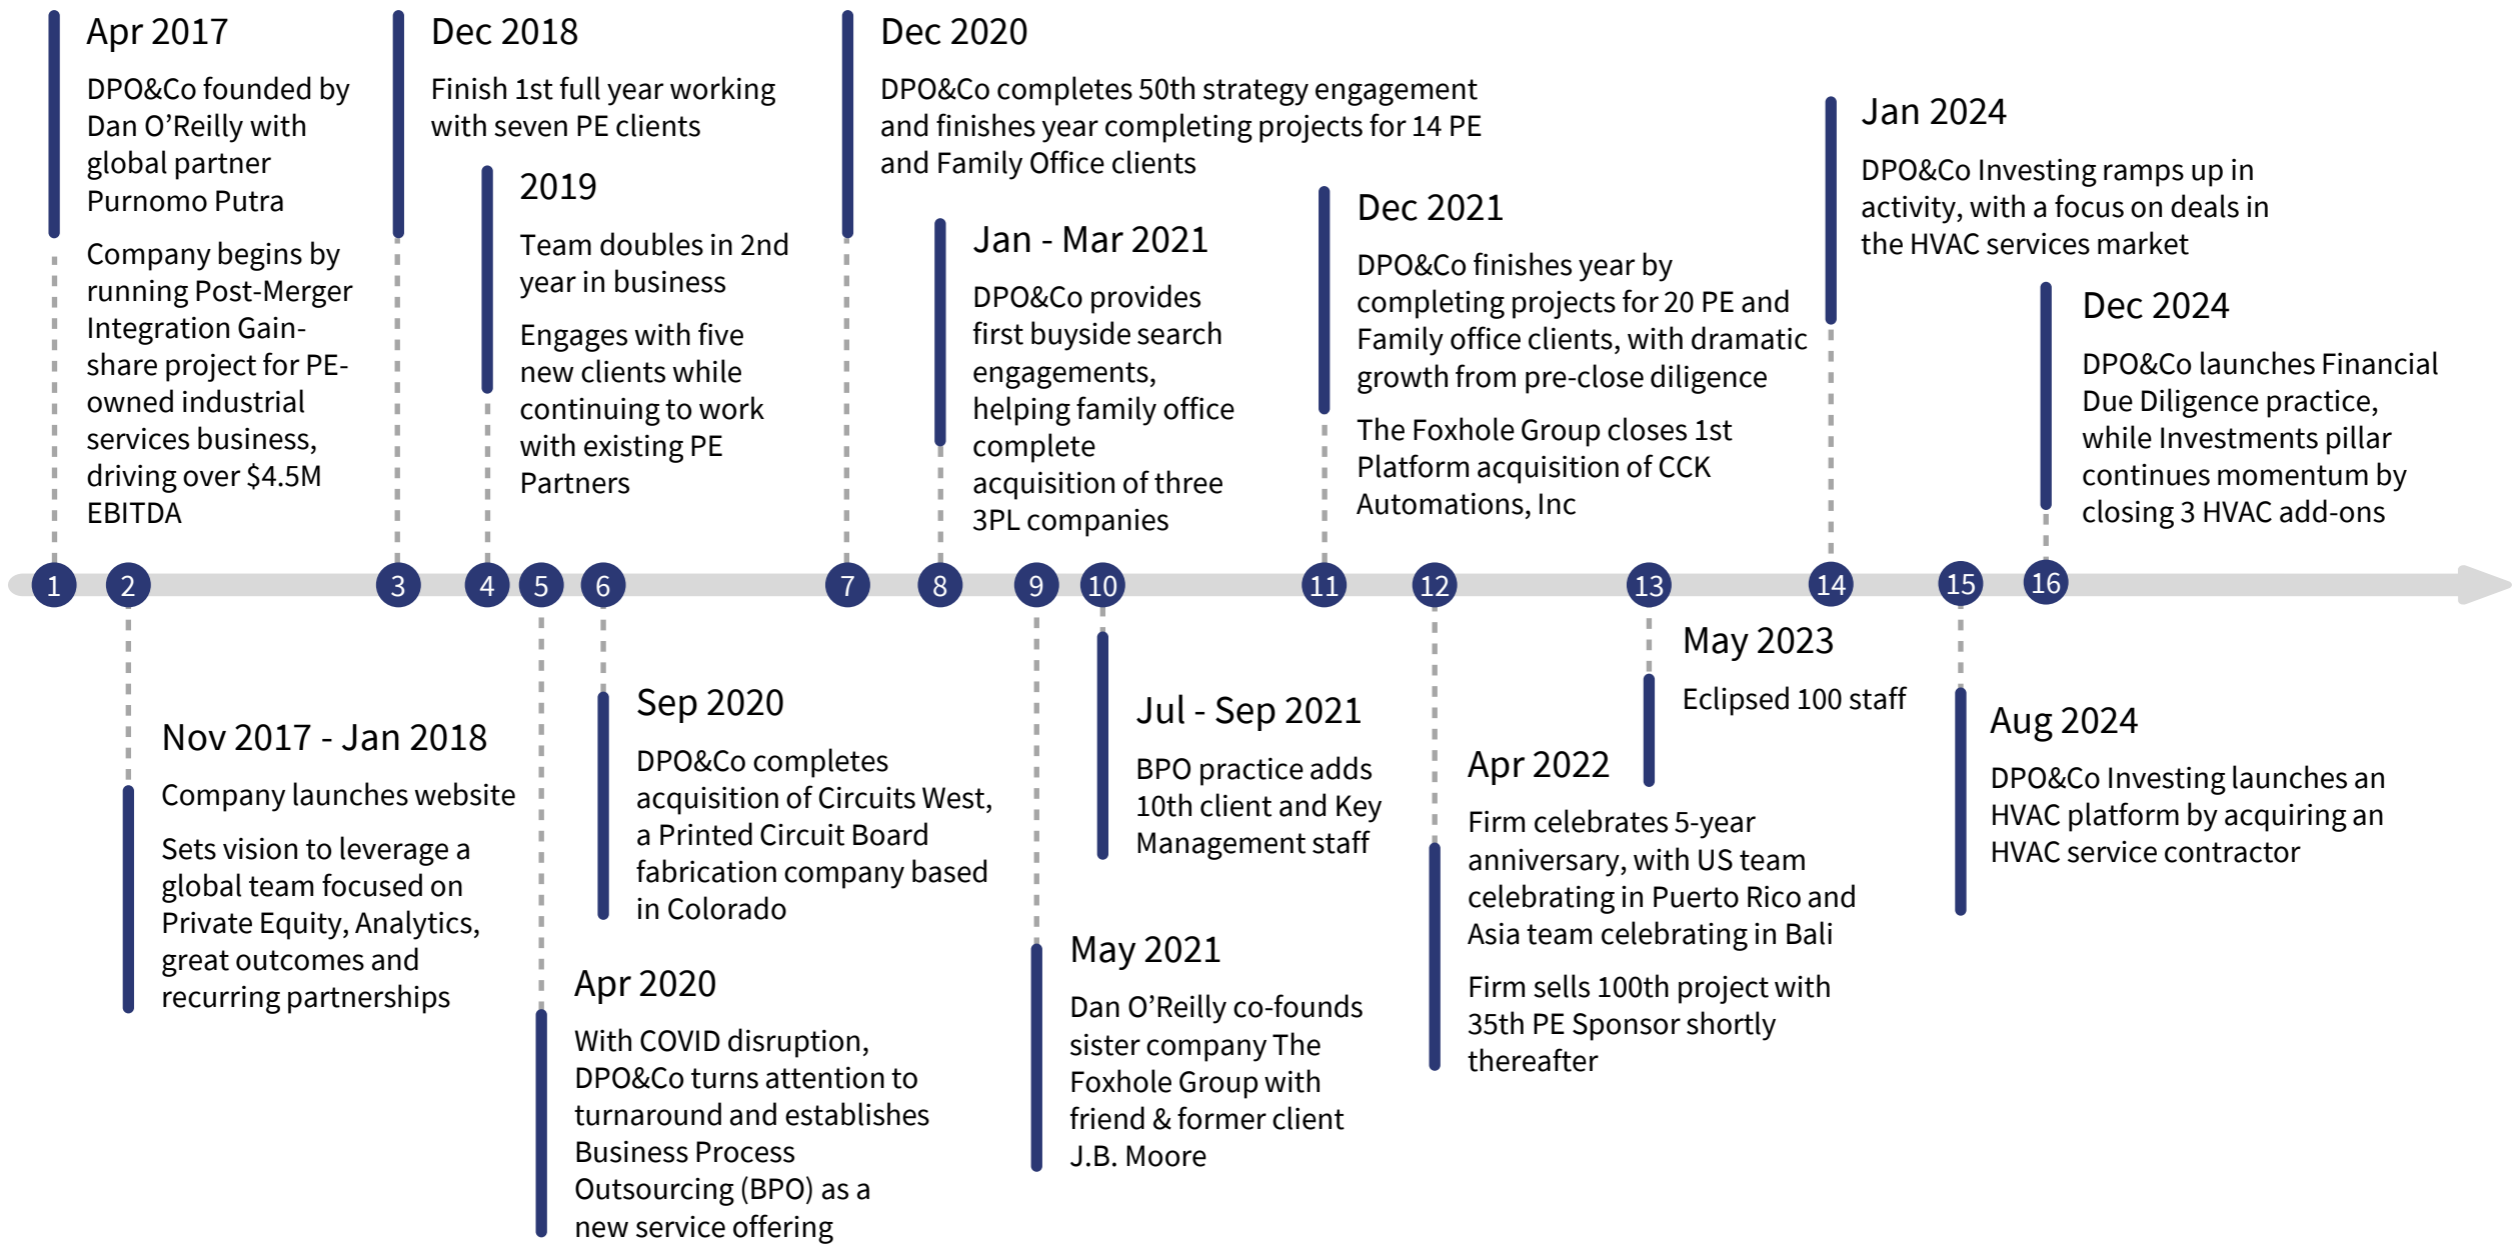 Apr 2017
DPO&Co founded by
Dan O’Reilly with
global partner
Purnomo Putra
Company begins by
running Post-Merger
Integration Gain-
share project for PE-
owned industrial
services business,
driving over $4.5M
EBITDA
Dec 2018
Finish 1st full year working
with seven PE clients
2019
Team doubles in 2nd
year in business
Engages with five
new clients while
continuing to work
with existing PE
Partners
Dec 2020
DPO&Co completes 50th strategy engagement
and finishes year completing projects for 14 PE
and Family Office clients
Jan - Mar 2021
DPO&Co provides
first buyside search
engagements,
helping family office
complete
acquisition of three
3PL companies
Dec 2021
DPO&Co finishes year by
completing projects for 20 PE and
Family office clients, with dramatic
growth from pre-close diligence
The Foxhole Group closes 1st
Platform acquisition of CCK
Automations, Inc
Jan 2024
DPO&Co Investing ramps up in
activity, with a focus on deals in
the HVAC services market
Dec 2024
DPO&Co launches Financial
Due Diligence practice,
while Investments pillar
continues momentum by
closing 3 HVAC add-ons
1 2 3 4 5 6 7 8 9 10 11 12 13 14 15 16
Nov 2017 - Jan 2018
Company launches website
Sets vision to leverage a
global team focused on
Private Equity, Analytics,
great outcomes and
recurring partnerships
Apr 2020
With COVID disruption,
DPO&Co turns attention to
turnaround and establishes
Business Process
Outsourcing (BPO) as a
new service offering
Sep 2020
DPO&Co completes
acquisition of Circuits West,
a Printed Circuit Board
fabrication company based
in Colorado
May 2021
Dan O’Reilly co-founds
sister company The
Foxhole Group with
friend & former client
J.B. Moore
Jul - Sep 2021
BPO practice adds
10th client and Key
Management staff
Apr 2022
Firm celebrates 5-year
anniversary, with US team
celebrating in Puerto Rico and
Asia team celebrating in Bali
Firm sells 100th project with
35th PE Sponsor shortly
thereafter
May 2023
Eclipsed 100 staff
Aug 2024
DPO&Co Investing launches an
HVAC platform by acquiring an
HVAC service contractor